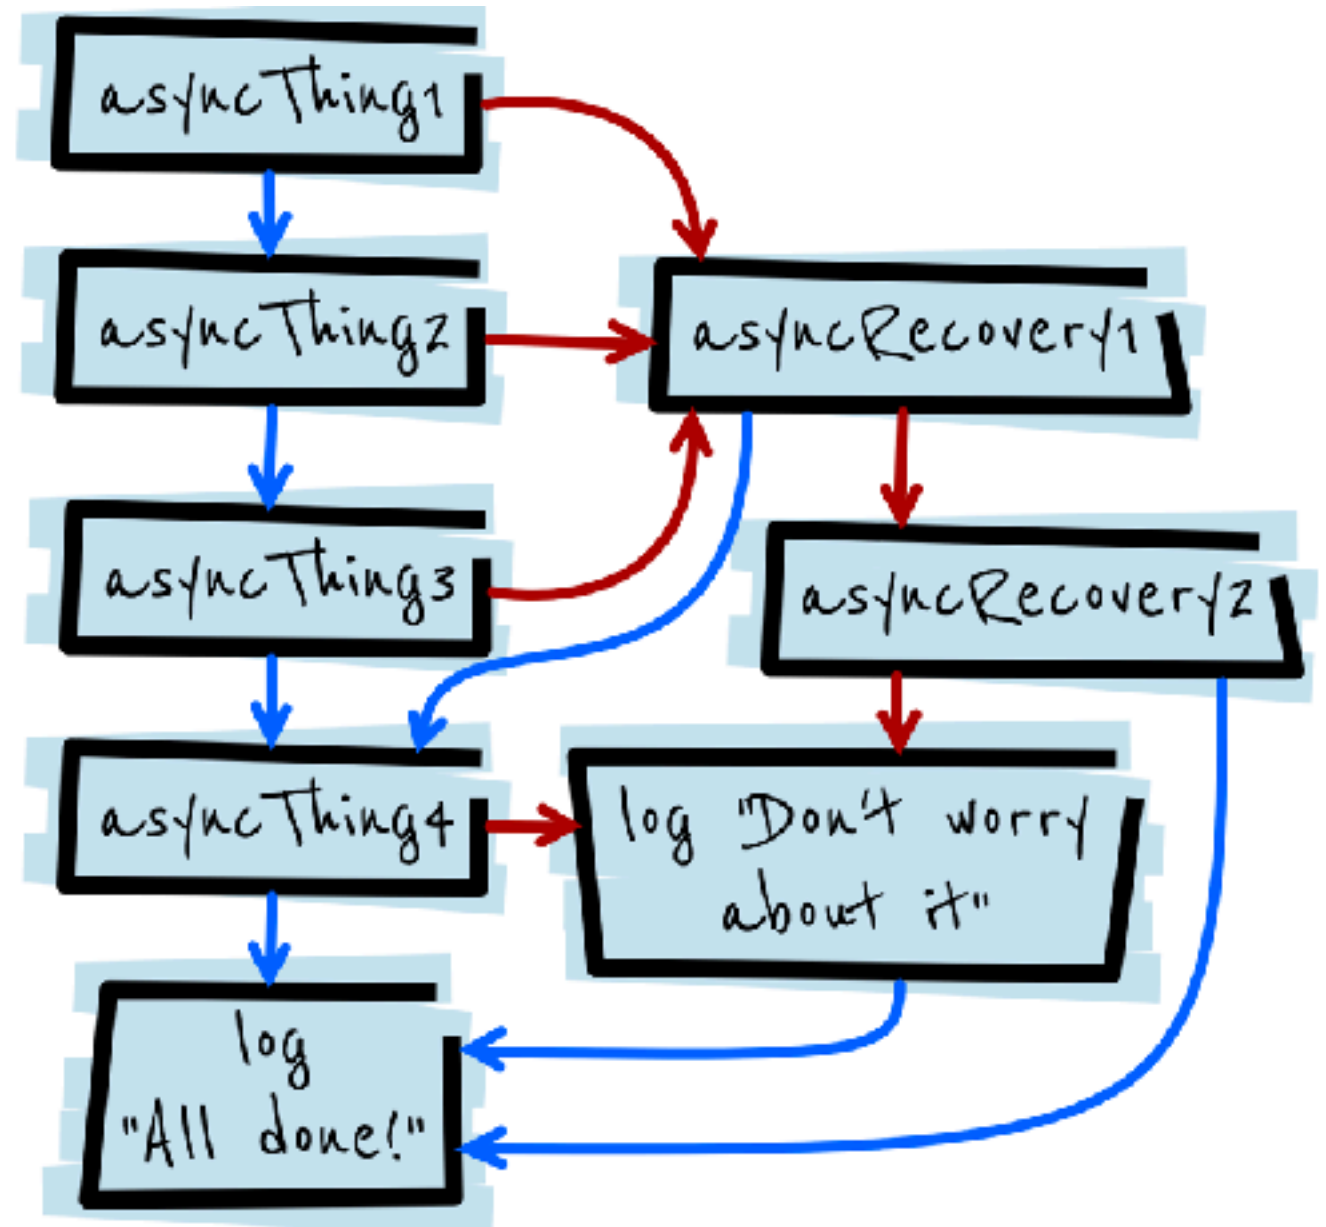 asyncThing1
asyncThing2
asyncRecovery1
asyncThing3
asyncRecovery2
asyncThing4
log "Don't worry
about it"
log
"All done!"